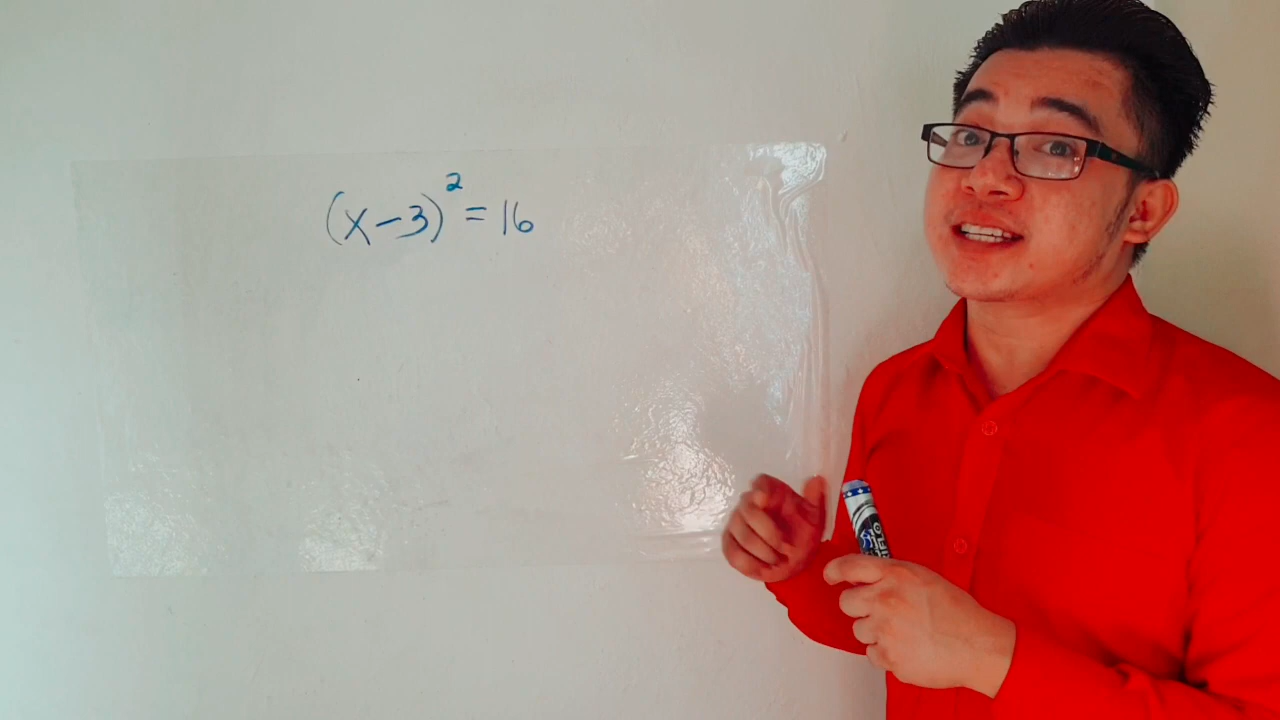 (x-3)² = 16